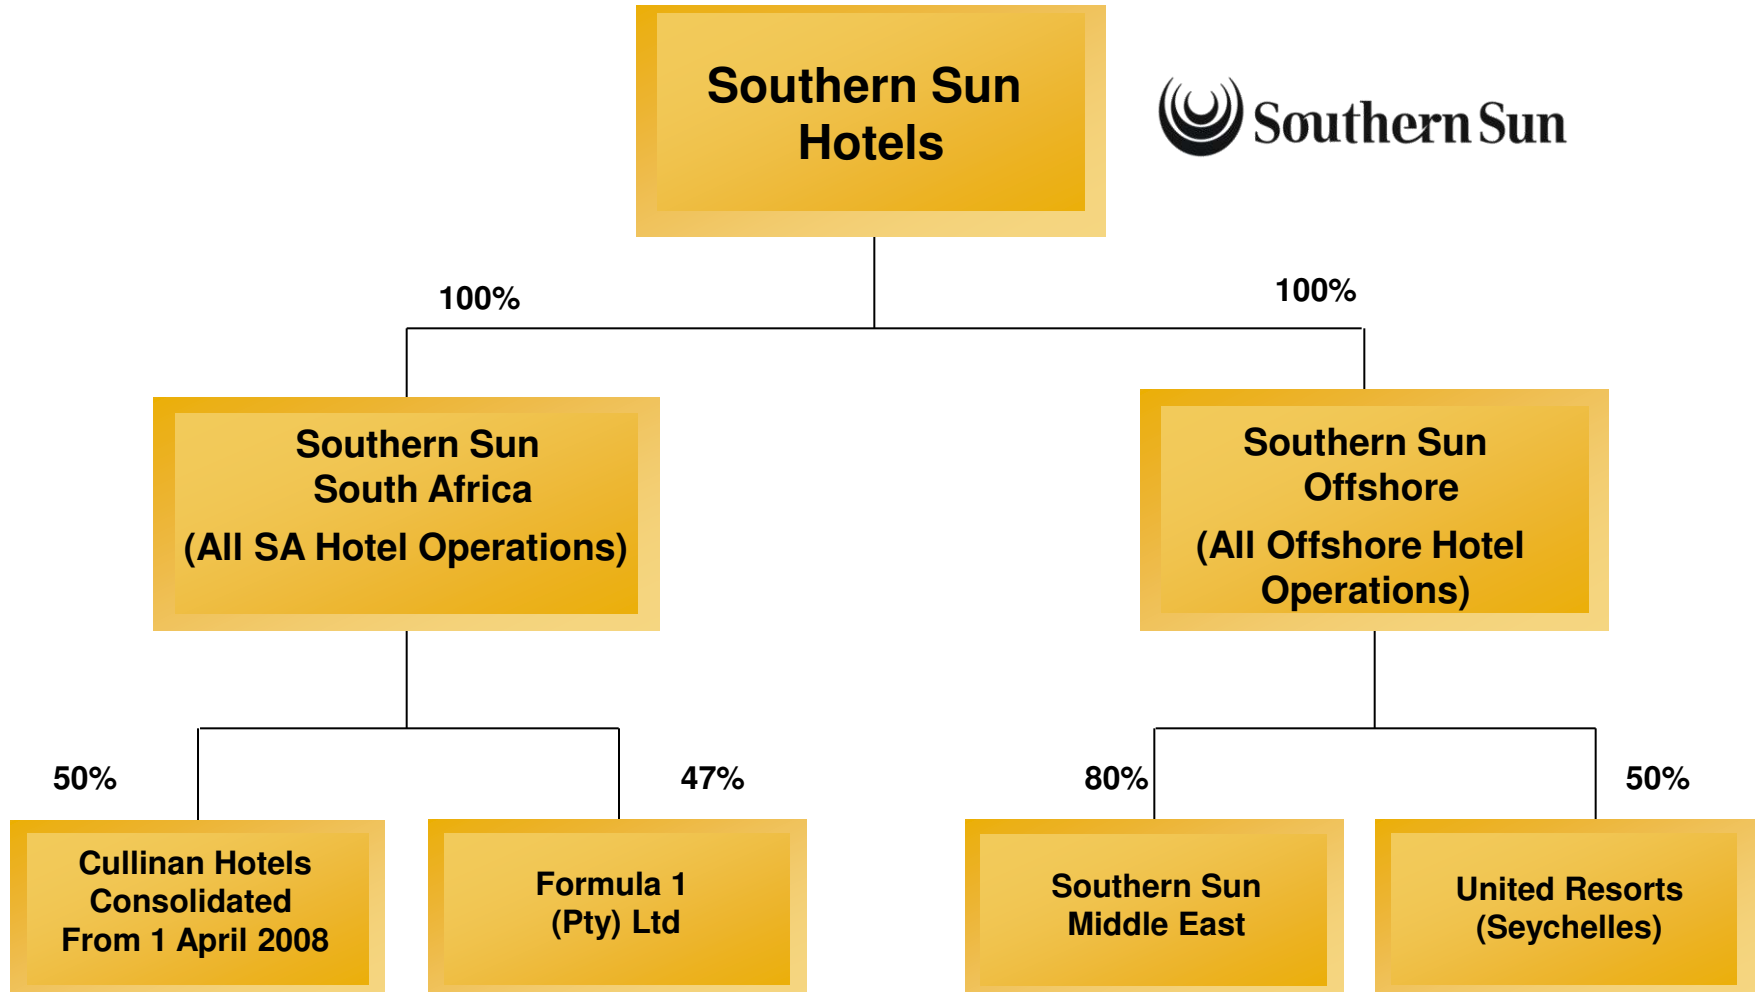 Southern Sun
Hotels
Southern Sun
100%
100%
Southern Sun
South Africa
(All SA Hotel Operations)
Southern Sun
Offshore
(All Offshore Hotel
Operations)
50%
47%
80%
50%
Cullinan Hotels
Consolidated
From 1 April 2008
Formula 1
(Pty) Ltd
Southern Sun
Middle East
United Resorts
(Seychelles)